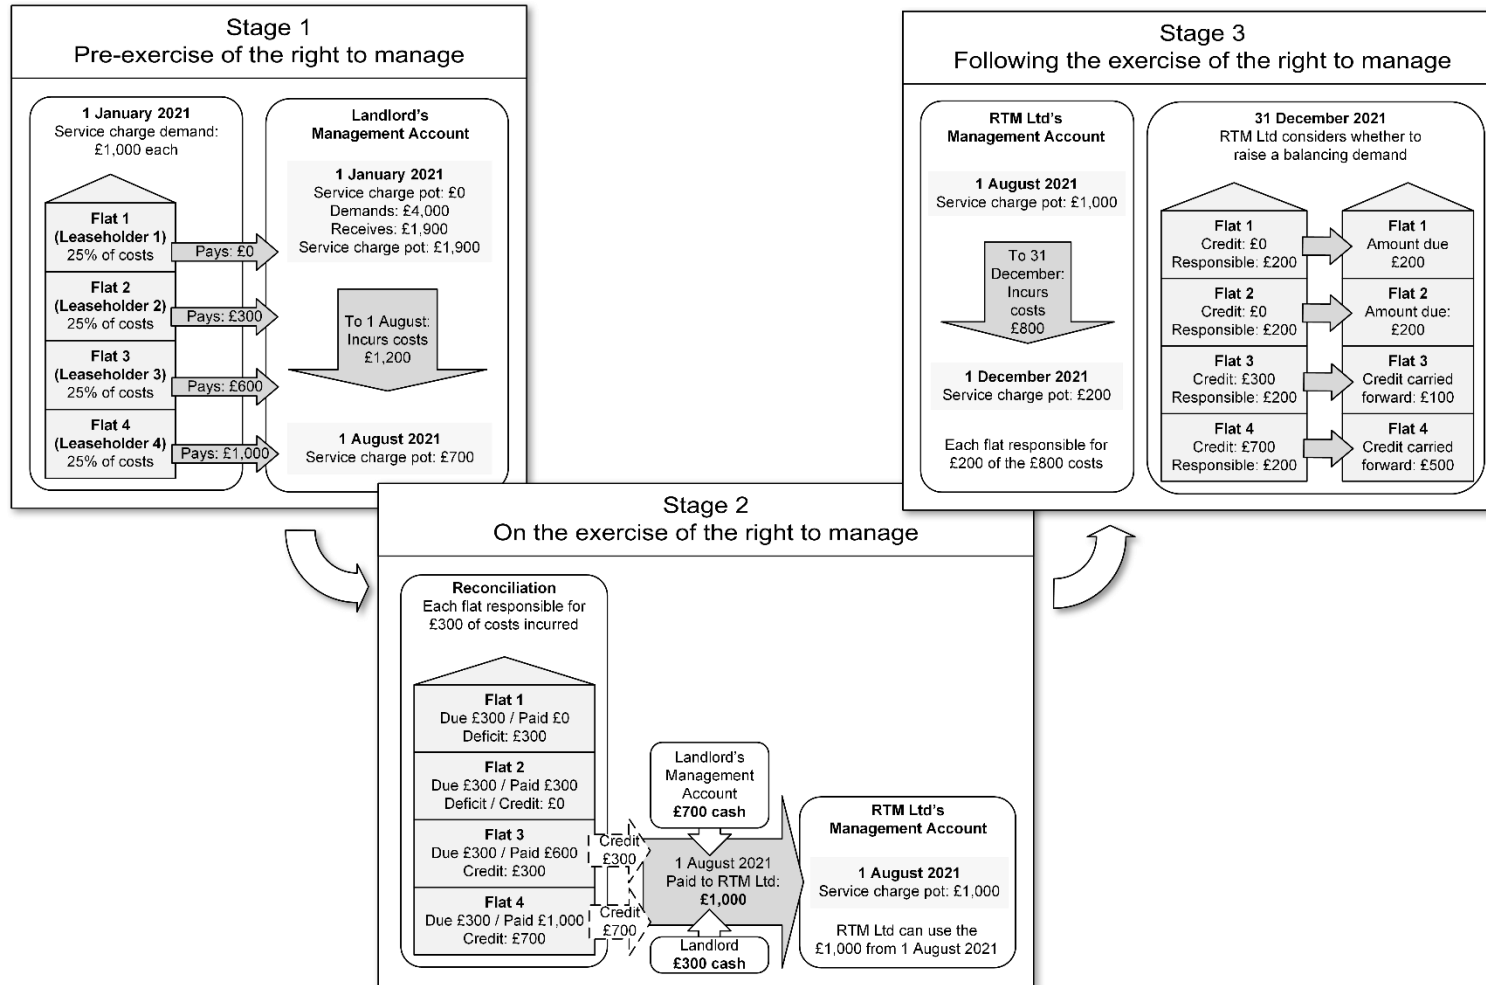 Stage 1
Pre-exercise of the right to manage
1 January 2021
Service charge demand:
£1,000 each
Flat 1
(Leaseholder 1)
25% of costs
Flat 2
(Leaseholder 2)
25% of costs
Flat 3
(Leaseholder 3)
25% of costs
Flat 4
(Leaseholder 4)
25% of costs
Pays: £0
Pays: £300
Pays: £600
Pays: £1,000
Landlord's
Management Account
1 January 2021
Service charge pot: £0
Demands: £4,000
Receives: £1,900
Service charge pot: £1,900
To 1 August:
Incurs costs
£1,200
1 August 2021
Service charge pot: £700
Stage 2
On the exercise of the right to manage
Reconciliation
Each flat responsible for
£300 of costs incurred
Flat 1
Due £300 / Paid £0
Deficit: £300
Flat 2
Due £300 / Paid £300
Deficit / Credit: £0
Flat 3
Due £300 / Paid £600
Credit: £300
Flat 4
Due £300 / Paid £1,000
Credit: £700
Credit
£300
Credit
£700
Landlord's
Management
Account
£700 cash
1 August 2021
Paid to RTM Ltd:
£1,000
Landlord
£300 cash
RTM Ltd's
Management Account
1 August 2021
Service charge pot: £1,000
RTM Ltd can use the
£1,000 from 1 August 2021
Stage 3
Following the exercise of the right to manage
RTM Ltd's
Management Account
1 August 2021
Service charge pot: £1,000
To 31
December:
Incurs
costs
£800
1 December 2021
Service charge pot: £200
Each flat responsible for
£200 of the £800 costs
31 December 2021
RTM Ltd considers whether to
raise a balancing demand
Flat 1
Credit: £0
Responsible: £200
Flat 2
Credit: £0
Responsible: £200
Flat 3
Credit: £300
Responsible: £200
Flat 4
Credit: £700
Responsible: £200
Flat 1
Amount due
£200
Flat 2
Amount due:
£200
Flat 3
Credit carried
forward: £100
Flat 4
Credit carried
forward: £500